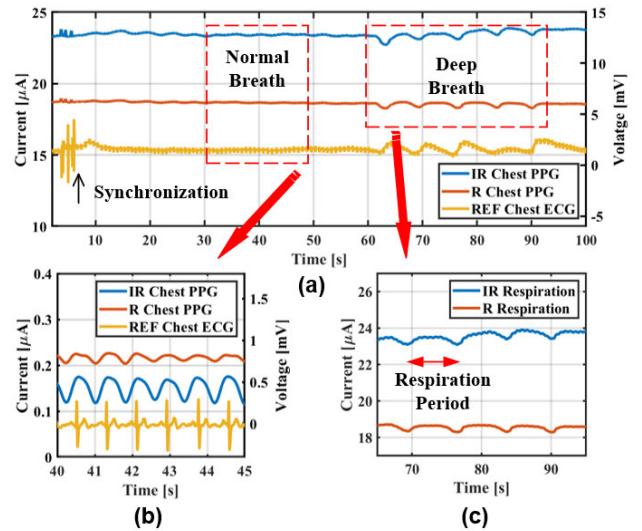 25
20
15
10
Current [µA]
15
10
5
0
-5
Volatge [mV]
Normal
Breath
Deep
Breath
Synchronization
IR Chest PPG
R Chest PPG
REF Chest ECG
10 20 30 40 50 60 70 80 90 100
Time [s]
(a)
0.4
0.3
0.2
0.1
0
Current [µA]
IR Chest PPG
R Chest PPG
REF Chest ECG
1.5
1
0.5
0
Voltage [mV]
40 41 42 43 44 45
Time [s]
(b)
26
24
22
20
18
Current [µA]
IR Respiration
R Respiration
Respiration
Period
70 80 90
Time [s]
(c)